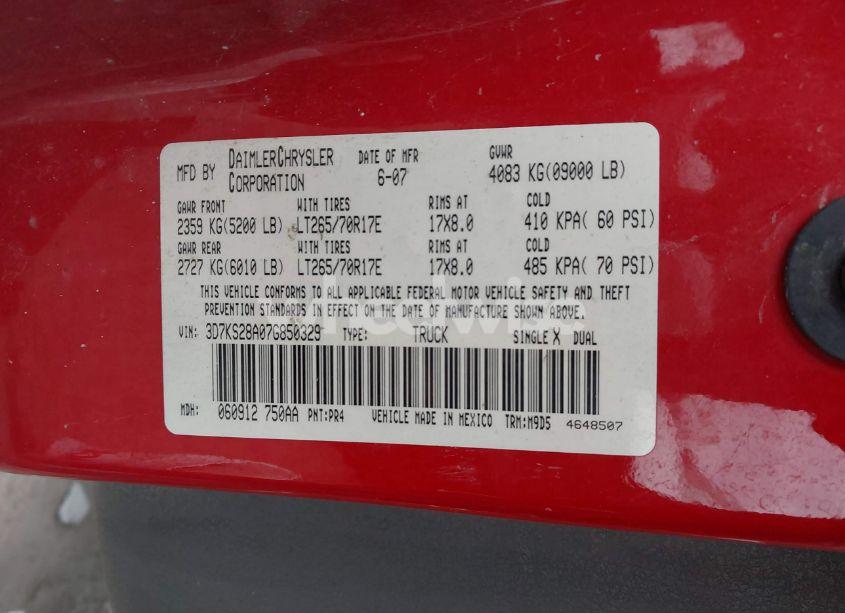 MFD BY DAIMLERCHRYSLER CORPORATION DATE OF MFR 6-07 GVWR 4083 KG(09000 LB)
GAWR FRONT WITH TIRES RIMS AT COLD
2359 KG(5200 LB) LT265/70R17E 17X8.0 410 KPA( 60 PSI)
GAWR REAR WITH TIRES RIMS AT COLD
2727 KG(6010 LB) LT265/70R17E 17X8.0 485 KPA( 70 PSI)
THIS VEHICLE CONFORMS TO ALL APPLICABLE FEDERAL MOTOR VEHICLE SAFETY AND THEFT
PREVENTION STANDARDS IN EFFECT ON THE DATE OF MANUFACTURE SHOWN ABOVE.
VIN: 3D7KS28A07G850329 TYPE: TRUCK SINGLE X DUAL
MDH: 060912 750AA PNT:PR4 VEHICLE MADE IN MEXICO TRM:M9D5 4648507